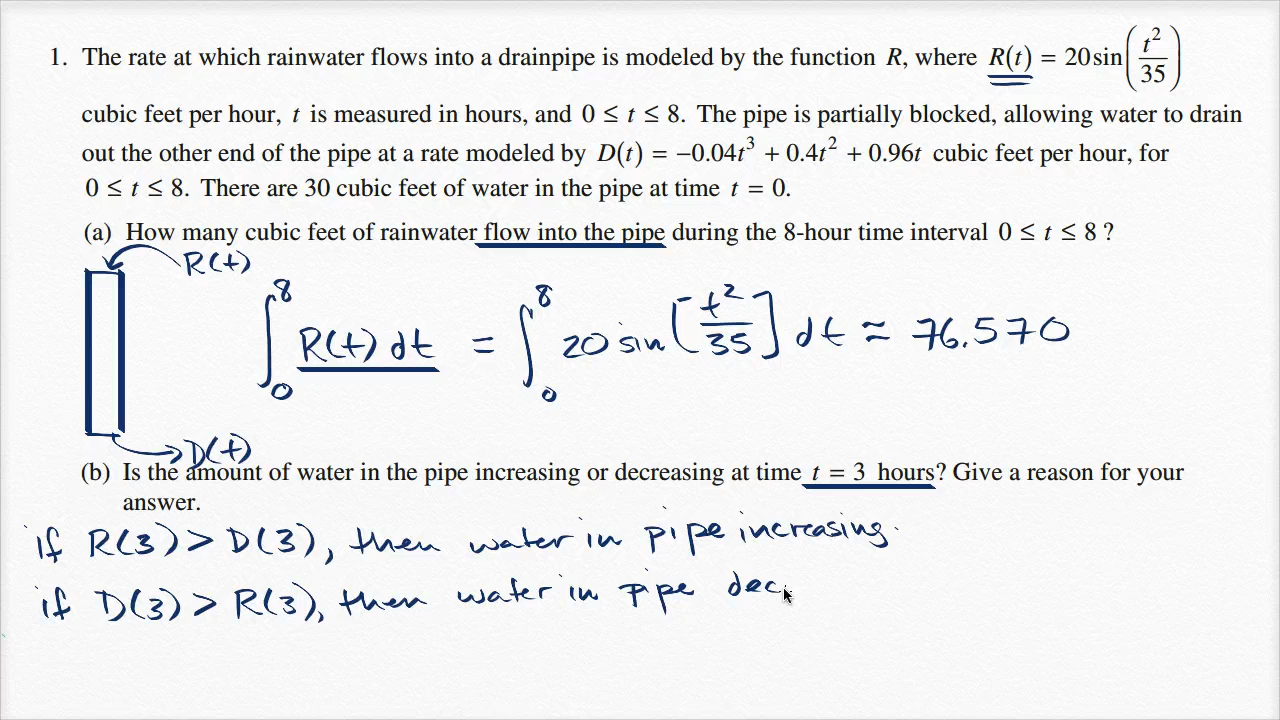 1. The rate at which rainwater flows into a drainpipe is modeled by the function R, where R(t) = 20sin(t²/35)
cubic feet per hour, t is measured in hours, and 0 ≤ t ≤ 8. The pipe is partially blocked, allowing water to drain
out the other end of the pipe at a rate modeled by D(t) = −0.04t³ + 0.4t² + 0.96t cubic feet per hour, for
0 ≤ t ≤ 8. There are 30 cubic feet of water in the pipe at time t = 0.
(a) How many cubic feet of rainwater flow into the pipe during the 8-hour time interval 0 ≤ t ≤ 8 ?
R(t)
∫₀⁸ R(t) dt = ∫₀⁸ 20 sin [t²/35] dt ≈ 76.570
D(t)
(b) Is the amount of water in the pipe increasing or decreasing at time t = 3 hours? Give a reason for your
answer.
if R(3) > D(3), then water in pipe increasing.
if D(3) > R(3), then water in pipe dec